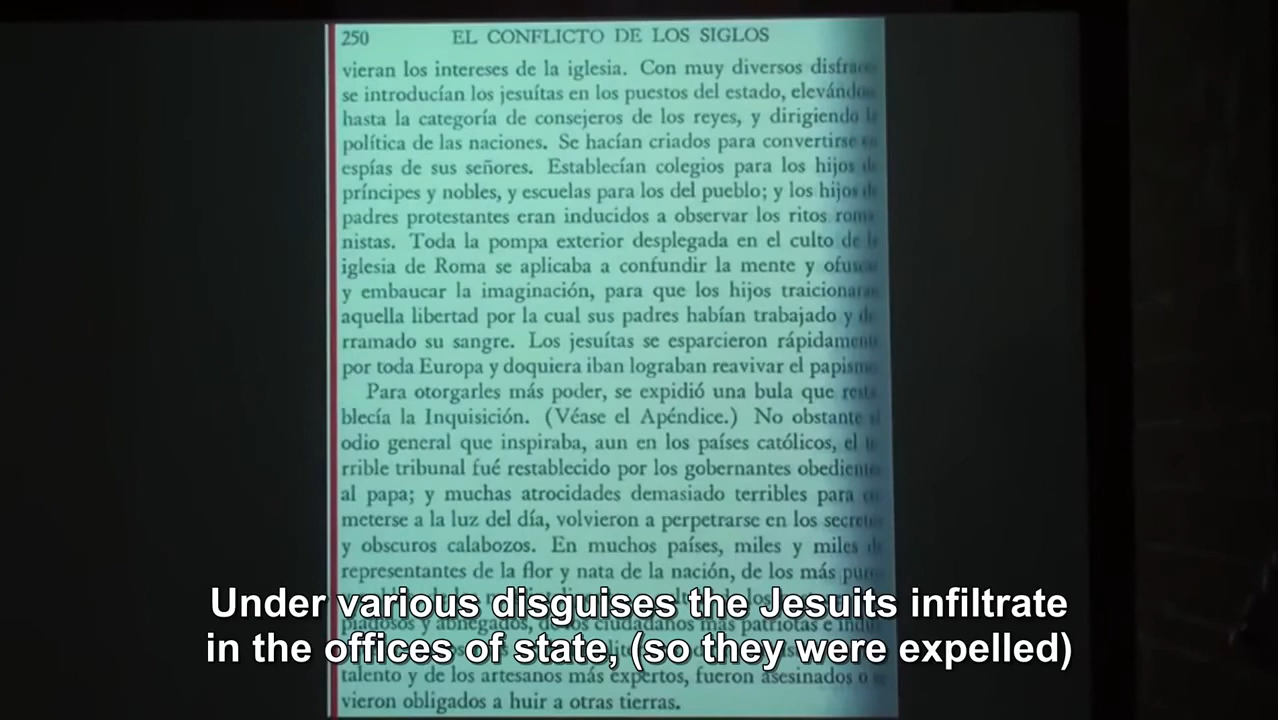 250 EL CONFLICTO DE LOS SIGLOS
vieran los intereses de la iglesia. Con muy diversos
se introducían los jesuítas en los puestos del estado,
hasta la categoría de consejeros de los reyes, y dirigiendo
política de las naciones. Se hacían criados para convertirse
espías de sus señores. Establecían colegios para los hijos
príncipes y nobles, y escuelas para los del pueblo; y los hijos
padres protestantes eran inducidos a observar los ritos
nistas. Toda la pompa exterior desplegada en el culto de
iglesia de Roma se aplicaba a confundir la mente y
y embaucar la imaginación, para que los hijos
aquella libertad por la cual sus padres habían trabajado y
rramado su sangre. Los jesuítas se esparcieron
por toda Europa y doquiera iban lograban reavivar el
Para otorgarles más poder, se expidió una bula que
blecía la Inquisición. (Véase el Apéndice.) No obstante
odio general que inspiraba, aun en los países católicos, el
rrible tribunal fué restablecido por los gobernantes
al papa; y muchas atrocidades demasiado terribles para
meterse a la luz del día, volvieron a perpetrarse en los
y obscuros calabozos. En muchos países, miles y miles
representantes de la flor y nata de la nación, de los más
Under various disguises the Jesuits infiltrate
piadosos y abnegados, de los ciudadanos más patriotas e
in the offices of state, (so they were expelled)
talento y de los artesanos más expertos, fueron asesinados o
vieron obligados a huir a otras tierras.